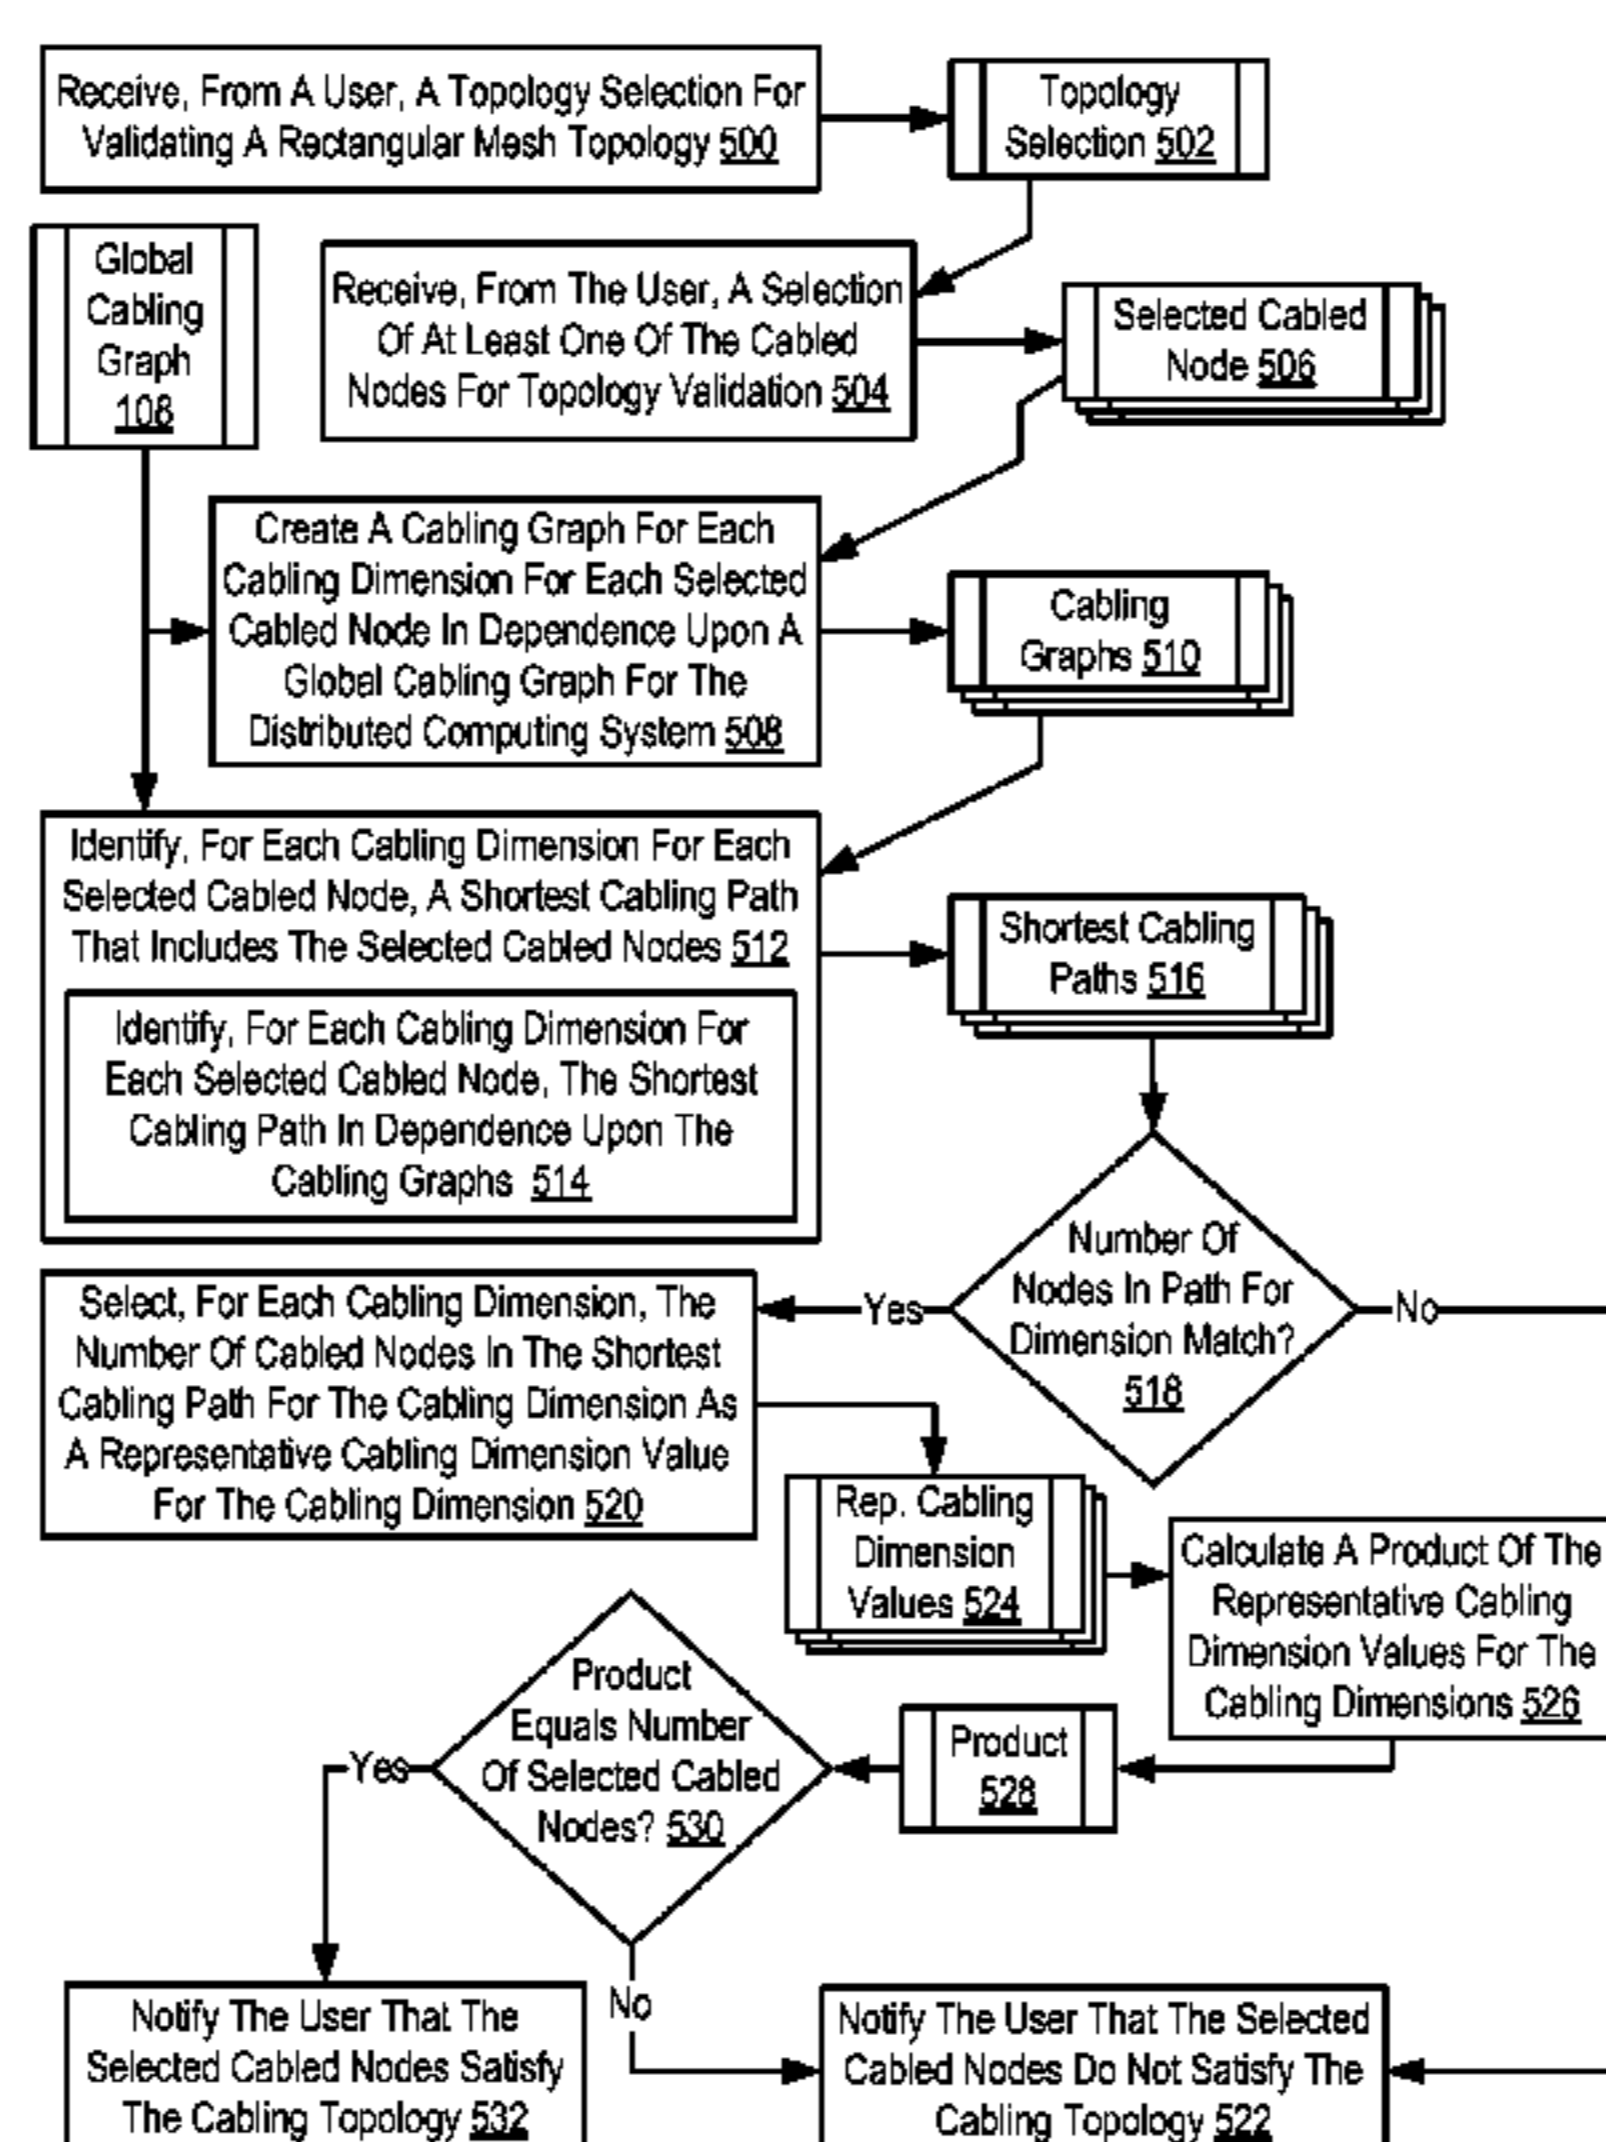 Receive, From A User, A Topology Selection For
Validating A Rectangular Mesh Topology 500
Topology
Selection 502
Global
Cabling
Graph
108
Receive, From The User, A Selection
Of At Least One Of The Cabled
Nodes For Topology Validation 504
Selected Cabled
Node 506
Create A Cabling Graph For Each
Cabling Dimension For Each Selected
Cabled Node In Dependence Upon A
Global Cabling Graph For The
Distributed Computing System 508
Cabling
Graphs 510
Identify, For Each Cabling Dimension For Each
Selected Cabled Node, A Shortest Cabling Path
That Includes The Selected Cabled Nodes 512
Identify, For Each Cabling Dimension For
Each Selected Cabled Node, The Shortest
Cabling Path In Dependence Upon The
Cabling Graphs 514
Shortest Cabling
Paths 516
Number Of
Nodes In Path For
Dimension Match?
518
Yes
No
Select, For Each Cabling Dimension, The
Number Of Cabled Nodes In The Shortest
Cabling Path For The Cabling Dimension As
A Representative Cabling Dimension Value
For The Cabling Dimension 520
Rep. Cabling
Dimension
Values 524
Calculate A Product Of The
Representative Cabling
Dimension Values For The
Cabling Dimensions 526
Product
528
Product
Equals Number
Of Selected Cabled
Nodes? 530
Yes
No
Notify The User That The
Selected Cabled Nodes Satisfy
The Cabling Topology 532
Notify The User That The Selected
Cabled Nodes Do Not Satisfy The
Cabling Topology 522